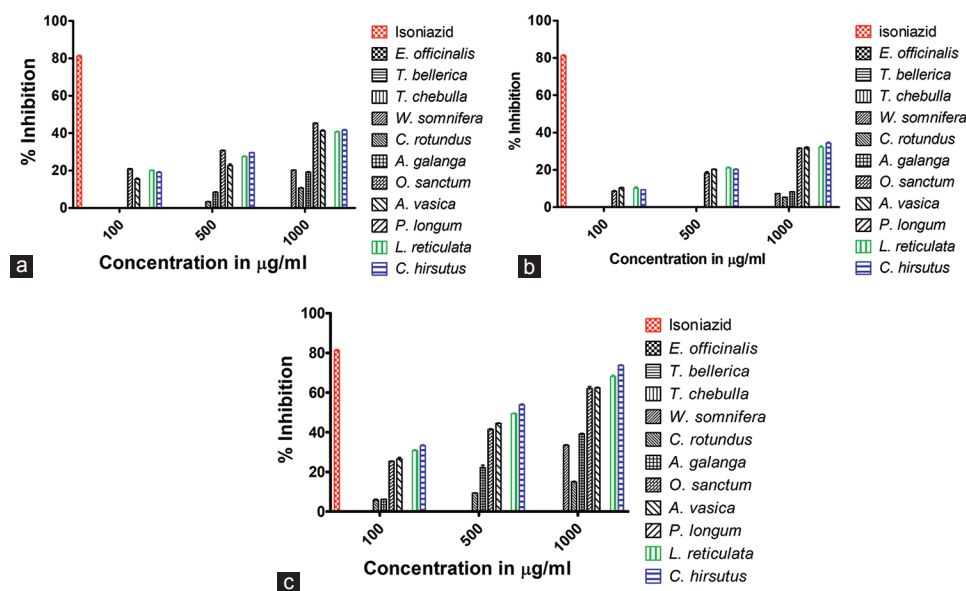 100
80
60
40
20
0
% Inhibition
100
500
1000
Concentration in µg/ml
a
Isoniazid
E. officinalis
T. bellerica
T. chebulla
W. somnifera
C. rotundus
A. galanga
O. sanctum
A. vasica
P. longum
L. reticulata
C. hirsutus
100
80
60
40
20
0
% Inhibition
100
500
1000
Concentration in µg/ml
b
isoniazid
E. officinalis
T. bellerica
T. chebulla
W. somnifera
C. rotundus
A. galanga
O. sanctum
A. vasica
P. longum
L. reticulata
C. hirsutus
100
80
60
40
20
0
% Inhibition
100
500
1000
Concentration in µg/ml
c
Isoniazid
E. officinalis
T. bellerica
T. chebulla
W. somnifera
C. rotundus
A. galanga
O. sanctum
A. vasica
P. longum
L. reticulata
C. hirsutus